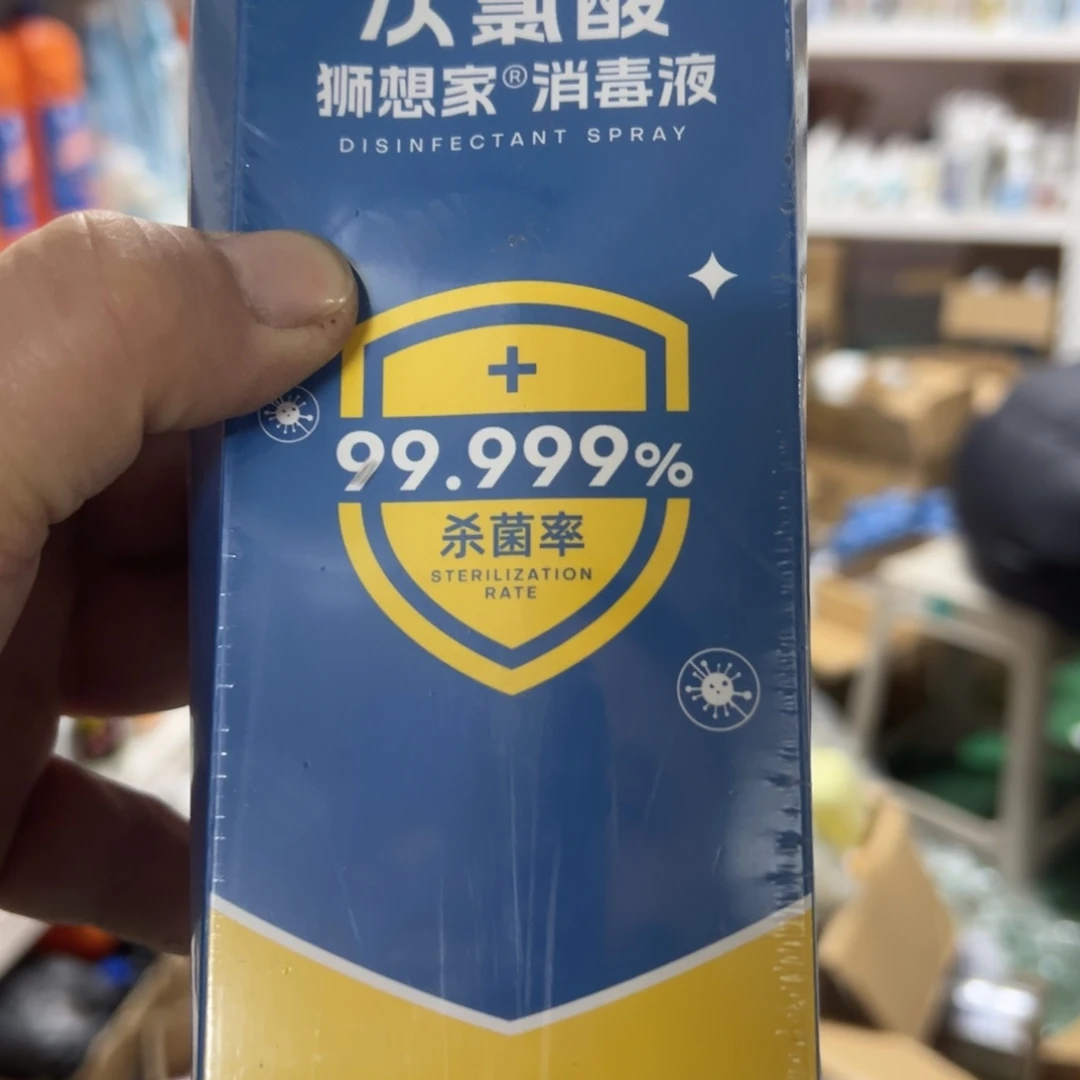 次氯酸
狮想家®消毒液
DISINFECTANT SPRAY
99.999%
杀菌率
STERILIZATION
RATE